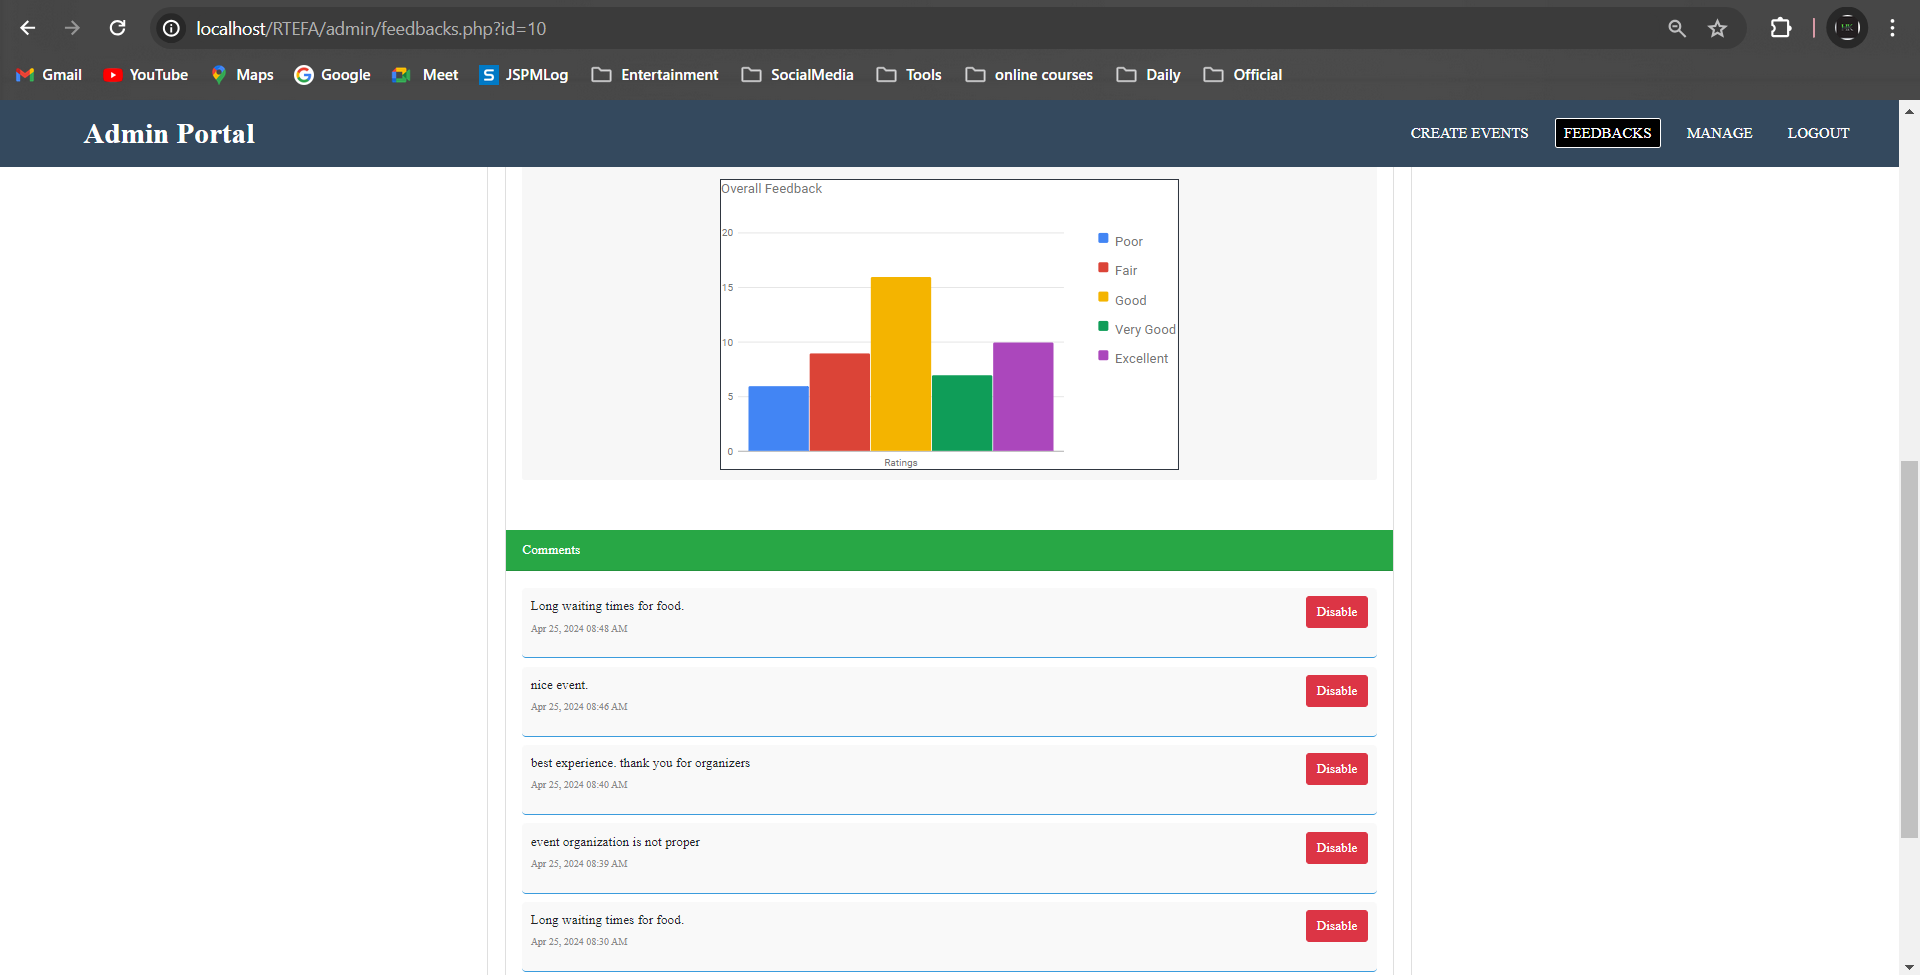 localhost/RTEFA/admin/feedbacks.php?id=10
Gmail YouTube Maps Google Meet S JSPMLog Entertainment SocialMedia Tools online courses Daily Official
Admin Portal CREATE EVENTS FEEDBACKS MANAGE LOGOUT
Overall Feedback
20
15
10
5
0
Ratings
Poor
Fair
Good
Very Good
Excellent
Comments
Long waiting times for food. Disable
Apr 25, 2024 08:48 AM
nice event. Disable
Apr 25, 2024 08:46 AM
best experience. thank you for organizers Disable
Apr 25, 2024 08:40 AM
event organization is not proper Disable
Apr 25, 2024 08:39 AM
Long waiting times for food. Disable
Apr 25, 2024 08:30 AM